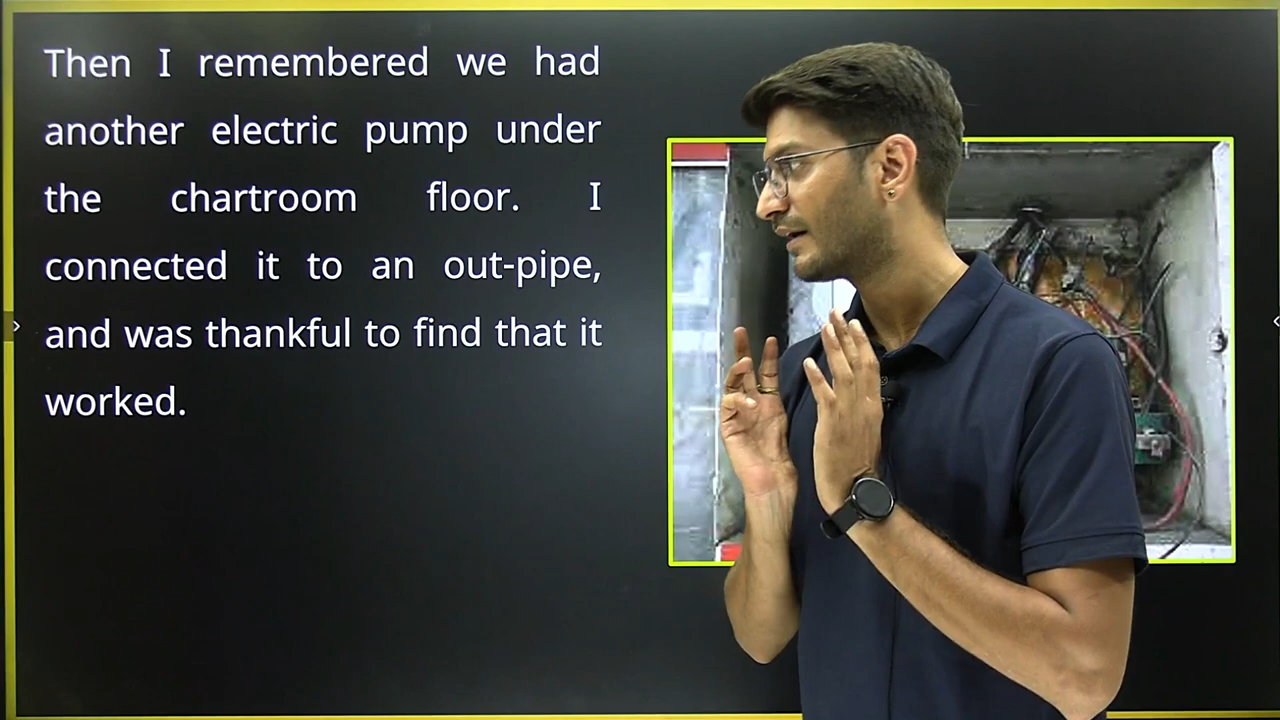 Then I remembered we had
another electric pump under
the chartroom floor. I
connected it to an out-pipe,
and was thankful to find that it
worked.